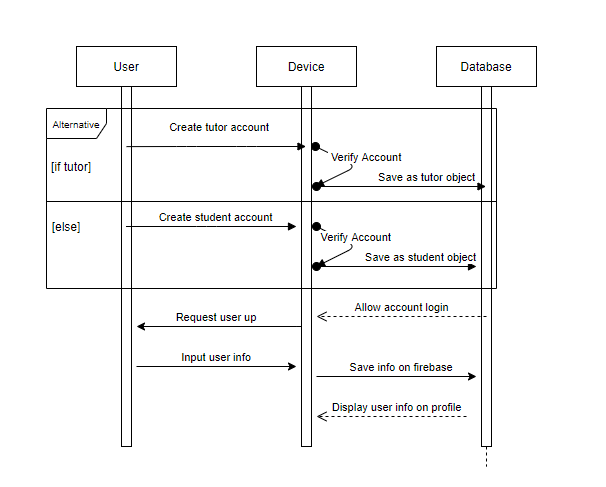 User
Device
Database
Alternative
Create tutor account
Verify Account
[if tutor]
Save as tutor object
Create student account
[else]
Verify Account
Save as student object
Allow account login
Request user up
Input user info
Save info on firebase
Display user info on profile